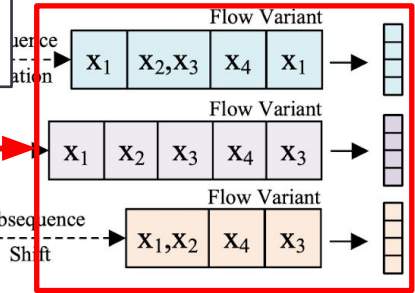 Flow Variant
x₁ x₂,x₃ x₄ x₁
Flow Variant
x₁ x₂ x₃ x₄ x₃
Flow Variant
Shift
x₁,x₂ x₄ x₃